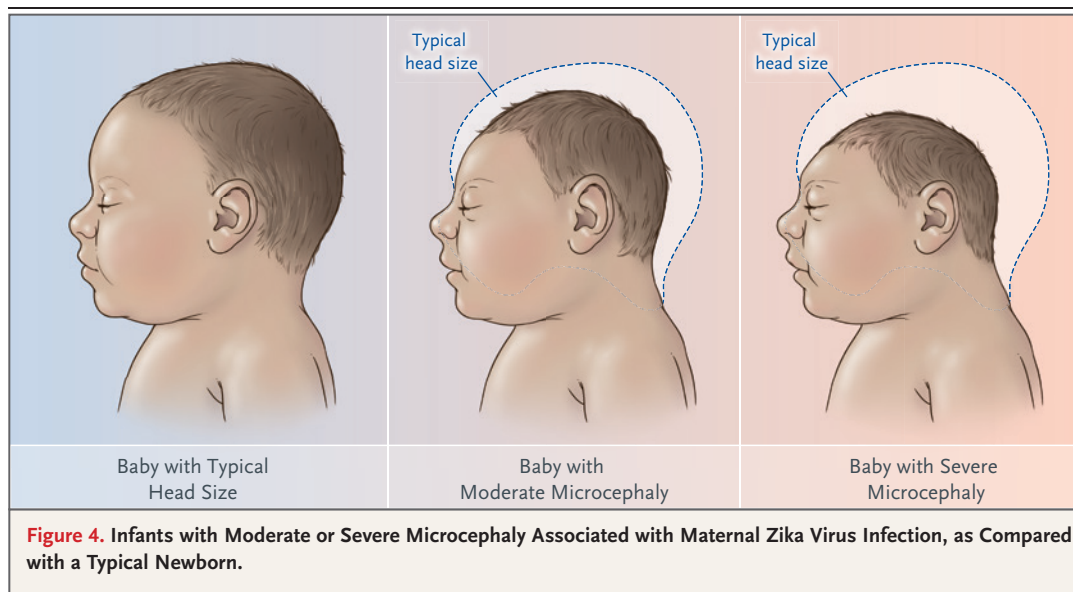 Typical
head size
Typical
head size
Baby with Typical
Head Size
Baby with
Moderate Microcephaly
Baby with Severe
Microcephaly
Figure 4. Infants with Moderate or Severe Microcephaly Associated with Maternal Zika Virus Infection, as Compared
with a Typical Newborn.